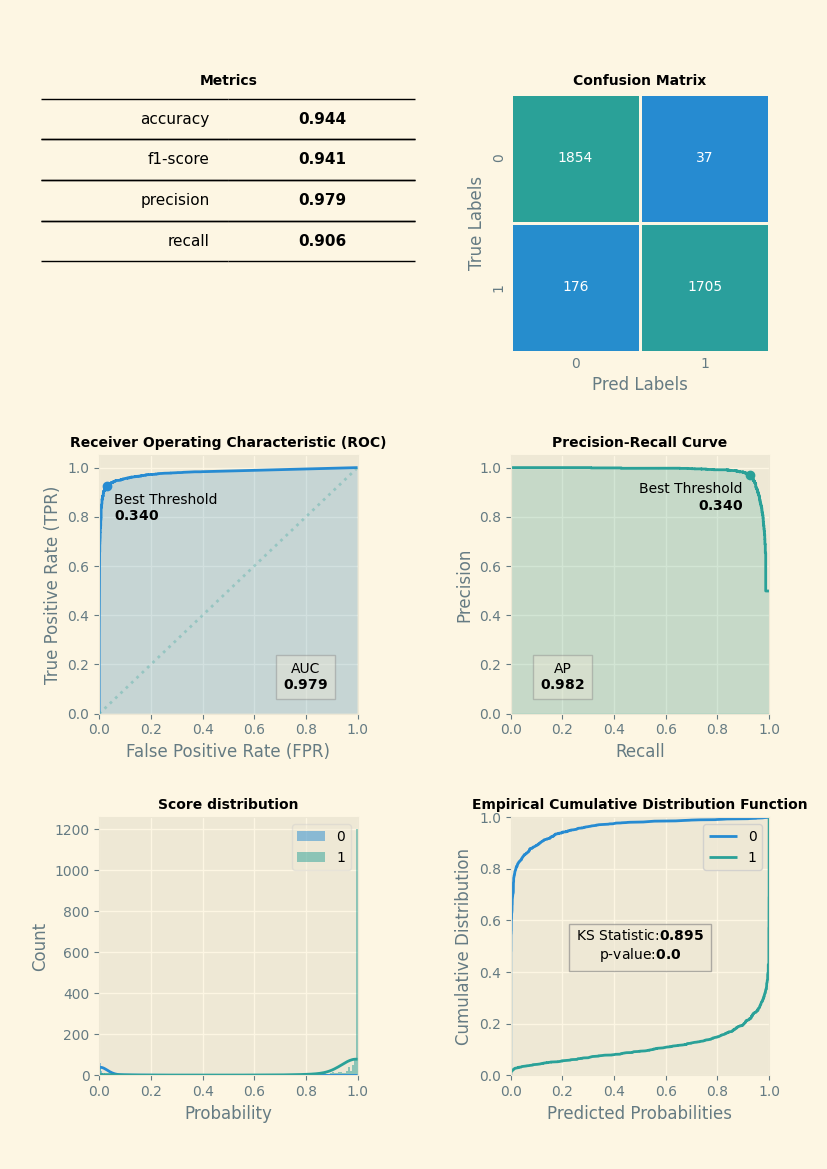 Metrics
accuracy 0.944
f1-score 0.941
precision 0.979
recall 0.906
Confusion Matrix
True Labels
0
1854 37
1
176 1705
0 1
Pred Labels
Receiver Operating Characteristic (ROC)
True Positive Rate (TPR)
1.0
0.8
0.6
0.4
0.2
0.0
Best Threshold
0.340
AUC
0.979
0.0 0.2 0.4 0.6 0.8 1.0
False Positive Rate (FPR)
Precision-Recall Curve
Precision
1.0
0.8
0.6
0.4
0.2
0.0
Best Threshold
0.340
AP
0.982
0.0 0.2 0.4 0.6 0.8 1.0
Recall
Score distribution
Count
1200
1000
800
600
400
200
0
0
1
0.0 0.2 0.4 0.6 0.8 1.0
Probability
Empirical Cumulative Distribution Function
Cumulative Distribution
1.0
0.8
0.6
0.4
0.2
0.0
0
1
KS Statistic:0.895
p-value:0.0
0.0 0.2 0.4 0.6 0.8 1.0
Predicted Probabilities